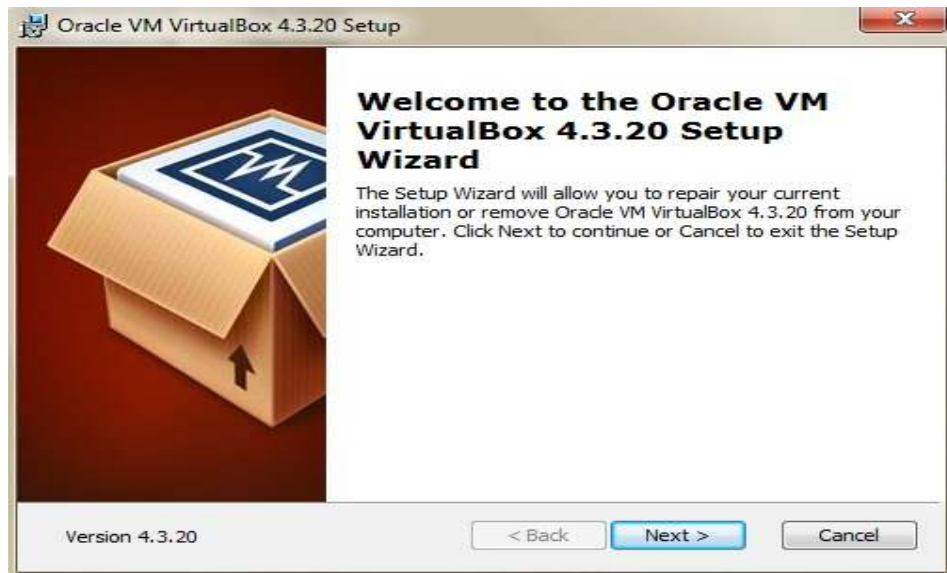 Oracle VM VirtualBox 4.3.20 Setup
Welcome to the Oracle VM
VirtualBox 4.3.20 Setup
Wizard
The Setup Wizard will allow you to repair your current
installation or remove Oracle VM VirtualBox 4.3.20 from your
computer. Click Next to continue or Cancel to exit the Setup
Wizard.
Version 4.3.20
< Back
Next >
Cancel